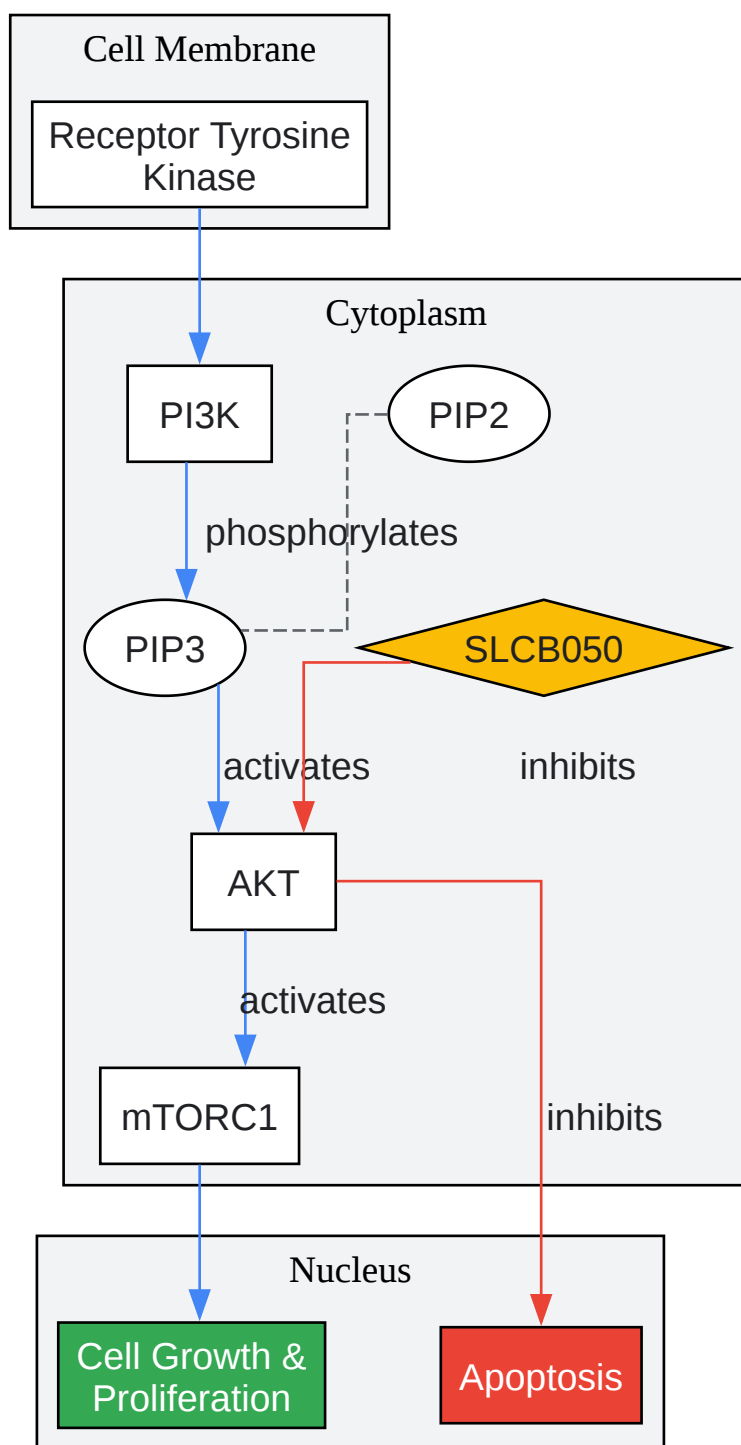 Cell Membrane
Receptor Tyrosine
Kinase
Cytoplasm
PI3K
PIP2
phosphorylates
PIP3
SLCB050
activates
inhibits
AKT
activates
mTORC1
inhibits
Nucleus
Cell Growth &
Proliferation
Apoptosis